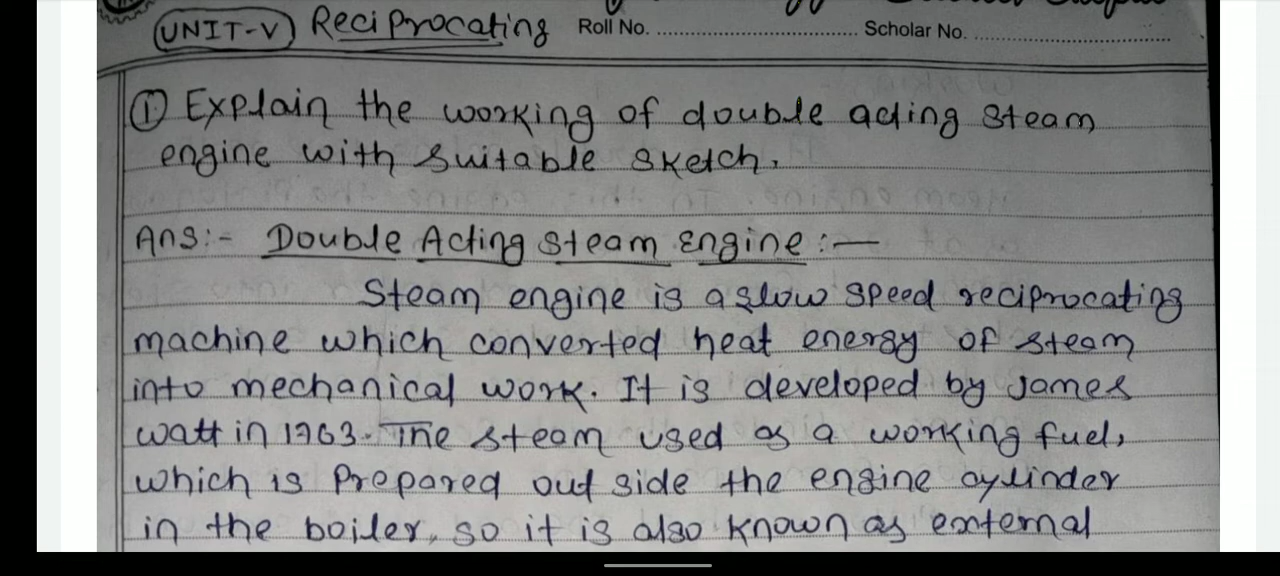 UNIT-V Reciprocating Roll No. Scholar No.
① Explain the working of double acting steam
engine with suitable sketch.
Ans:- Double Acting Steam Engine :—
Steam engine is a slow speed reciprocating
machine which converted heat energy of steam
into mechanical work. It is developed by James
watt in 1763. The steam used as a working fuel,
which is prepared out side the engine cylinder
in the boiler, so it is also known as external